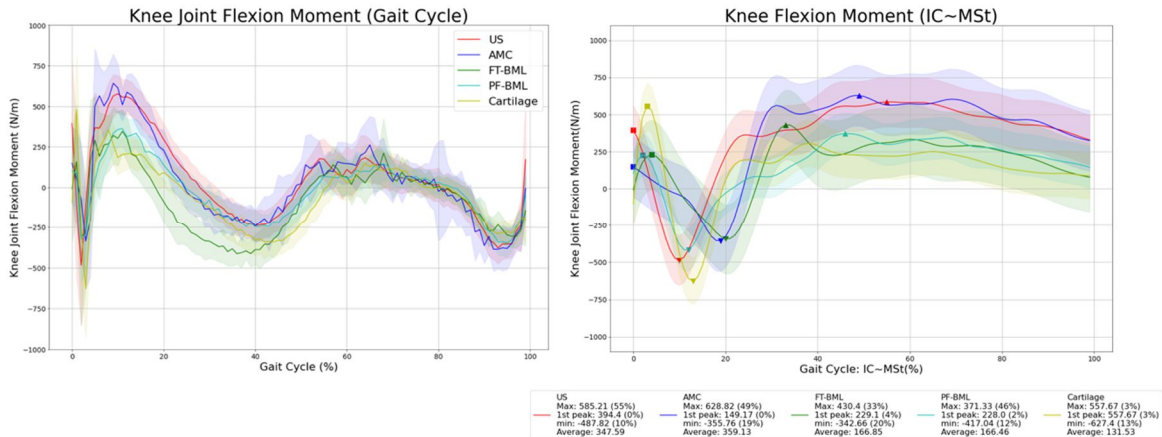 Knee Joint Flexion Moment (Gait Cycle)
1000
750
500
250
0
−250
−500
−750
−1000
Knee Joint Flexion Moment (N/m)
0
20
40
60
80
100
Gait Cycle (%)
US
AMC
FT-BML
PF-BML
Cartilage
Knee Flexion Moment (IC~MSt)
1000
750
500
250
0
−250
−500
−750
−1000
Knee Joint Flexion Moment(N/m)
0
20
40
60
80
100
Gait Cycle: IC~MSt(%)
US
Max: 585.21 (55%)
1st peak: 394.4 (0%)
min: -487.82 (10%)
Average: 347.59
AMC
Max: 628.82 (49%)
1st peak: 149.17 (0%)
min: -355.76 (19%)
Average: 359.13
FT-BML
Max: 430.4 (33%)
1st peak: 229.1 (4%)
min: -342.66 (20%)
Average: 166.85
PF-BML
Max: 371.33 (46%)
1st peak: 228.0 (2%)
min: -417.04 (12%)
Average: 166.46
Cartilage
Max: 557.67 (3%)
1st peak: 557.67 (3%)
min: -627.4 (13%)
Average: 131.53